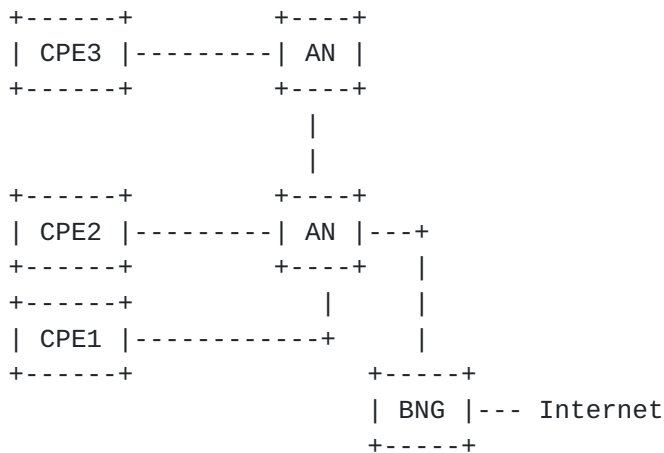 +------+         +----+
| CPE3 |---------| AN |
+------+         +----+
                   |
                   |
+------+         +----+
| CPE2 |---------| AN |---+
+------+         +----+   |
+------+            |     |
| CPE1 |------------+     |
+------+               +-----+
                       | BNG |--- Internet
                       +-----+